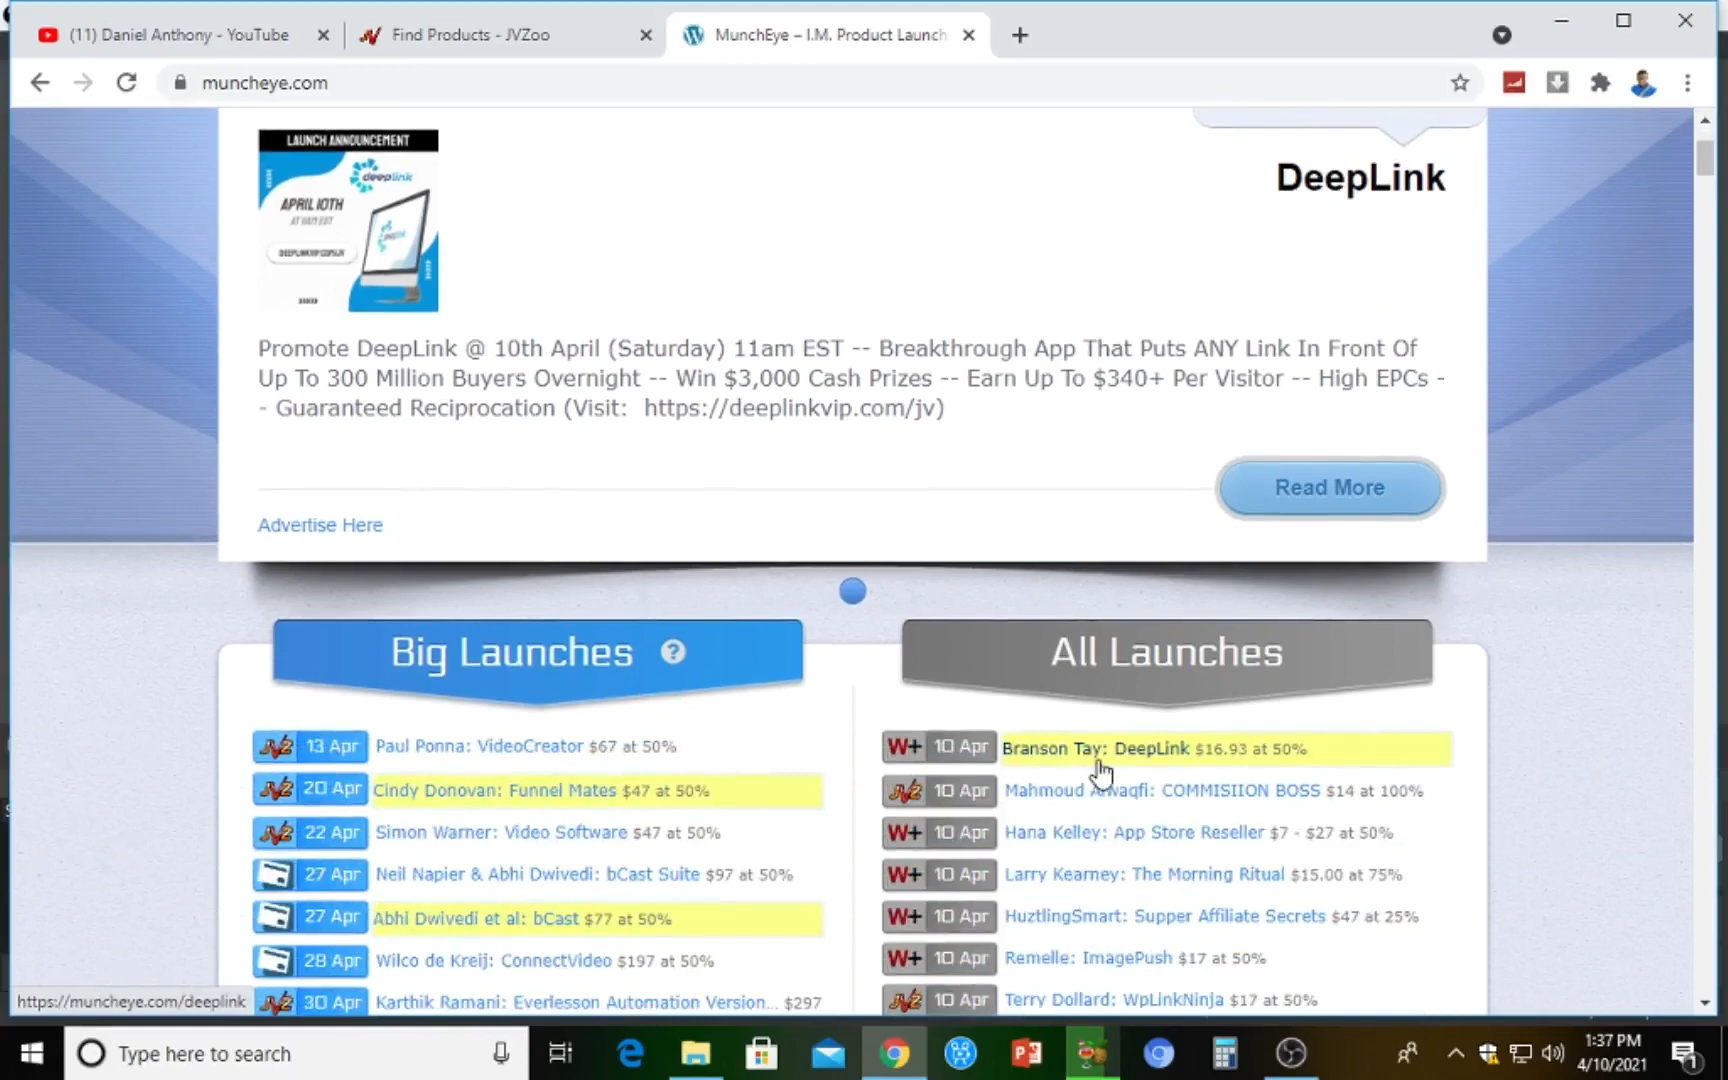 (11) Daniel Anthony - YouTube
Find Products - JVZoo
MunchEye – I.M. Product Launch
muncheye.com
LAUNCH ANNOUNCEMENT
deeplink
APRIL 10TH
AT 11AM EST
DEEPLINKVIP.COM/JV
DeepLink
Promote DeepLink @ 10th April (Saturday) 11am EST -- Breakthrough App That Puts ANY Link In Front Of
Up To 300 Million Buyers Overnight -- Win $3,000 Cash Prizes -- Earn Up To $340+ Per Visitor -- High EPCs -
- Guaranteed Reciprocation (Visit: https://deeplinkvip.com/jv)
Read More
Advertise Here
Big Launches ?
13 Apr Paul Ponna: VideoCreator $67 at 50%
20 Apr Cindy Donovan: Funnel Mates $47 at 50%
22 Apr Simon Warner: Video Software $47 at 50%
27 Apr Neil Napier & Abhi Dwivedi: bCast Suite $97 at 50%
27 Apr Abhi Dwivedi et al: bCast $77 at 50%
28 Apr Wilco de Kreij: ConnectVideo $197 at 50%
30 Apr Karthik Ramani: Everlesson Automation Version... $297
All Launches
W+ 10 Apr Branson Tay: DeepLink $16.93 at 50%
10 Apr Mahmoud COMMISIION BOSS $14 at 100%
W+ 10 Apr Hana Kelley: App Store Reseller $7 - $27 at 50%
W+ 10 Apr Larry Kearney: The Morning Ritual $15.00 at 75%
W+ 10 Apr HuztlingSmart: Supper Affiliate Secrets $47 at 25%
W+ 10 Apr Remelle: ImagePush $17 at 50%
10 Apr Terry Dollard: WpLinkNinja $17 at 50%
https://muncheye.com/deeplink
Type here to search
1:37 PM
4/10/2021
1